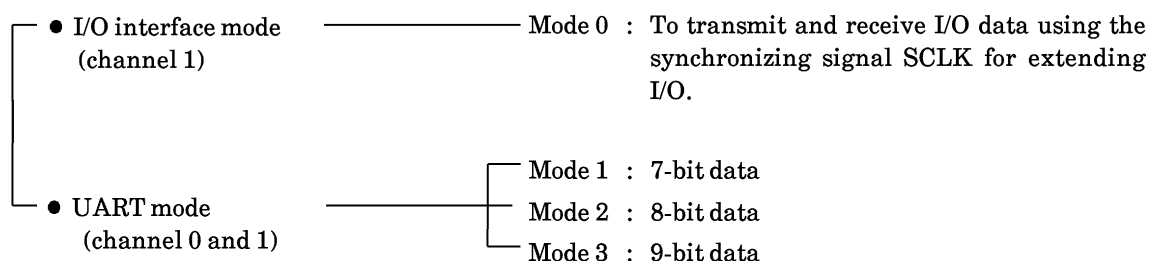 ● I/O interface mode
(channel 1)
Mode 0 : To transmit and receive I/O data using the
synchronizing signal SCLK for extending
I/O.
● UART mode
(channel 0 and 1)
Mode 1 : 7-bit data
Mode 2 : 8-bit data
Mode 3 : 9-bit data